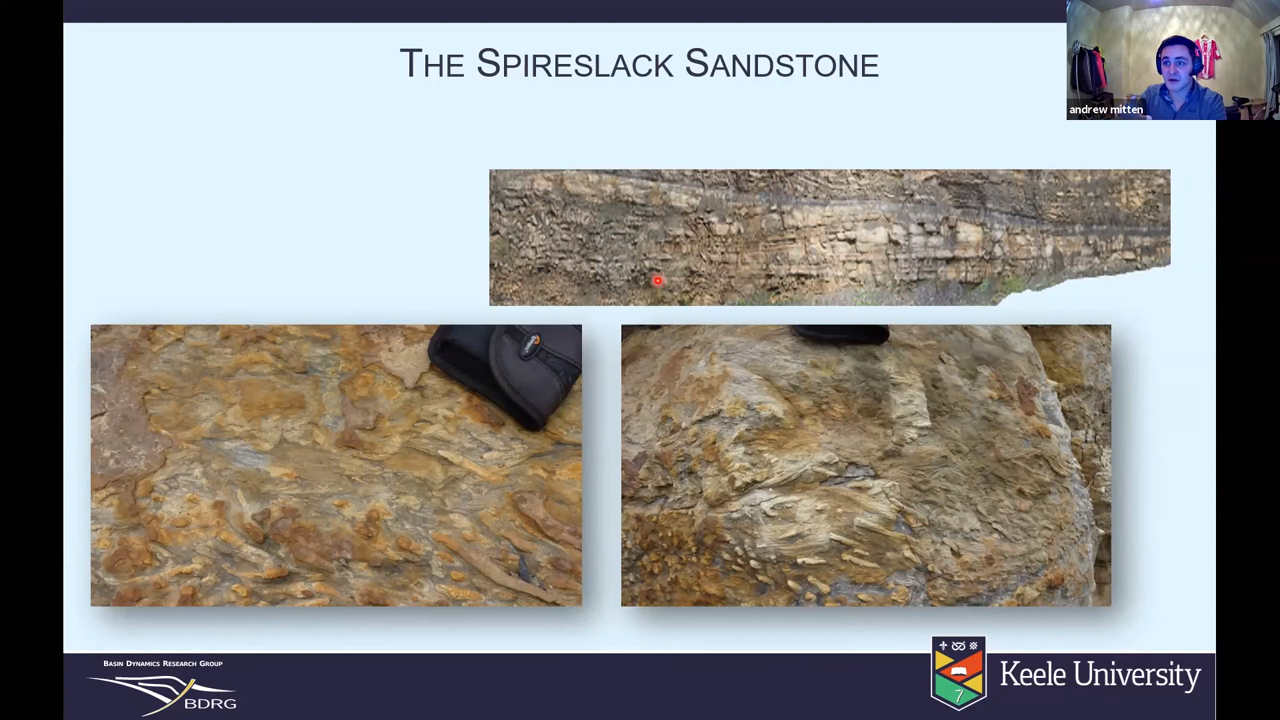 THE SPIRESLACK SANDSTONE
andrew mitten
BASIN DYNAMICS RESEARCH GROUP
BDRG
Keele University